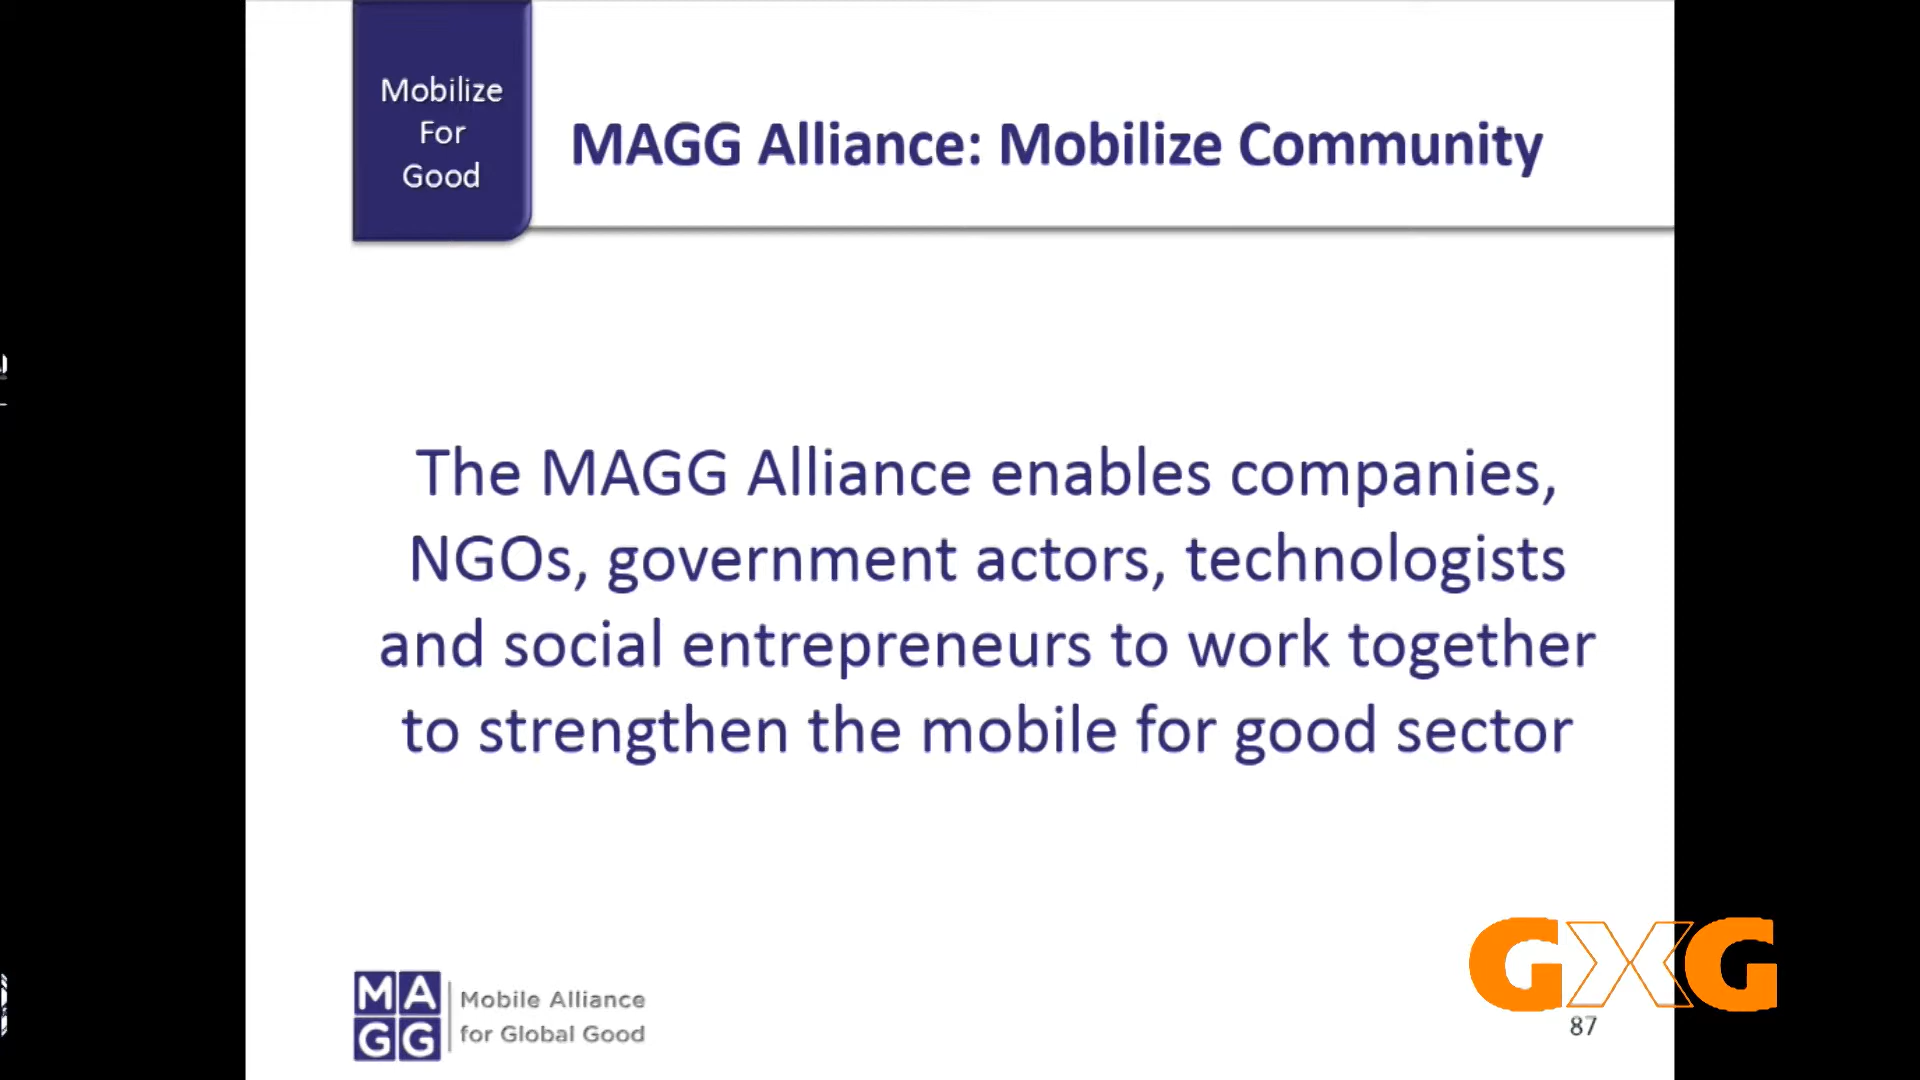 Mobilize
For
Good
MAGG Alliance: Mobilize Community
The MAGG Alliance enables companies,
NGOs, government actors, technologists
and social entrepreneurs to work together
to strengthen the mobile for good sector
MA
GG
Mobile Alliance
for Global Good
GXG
87